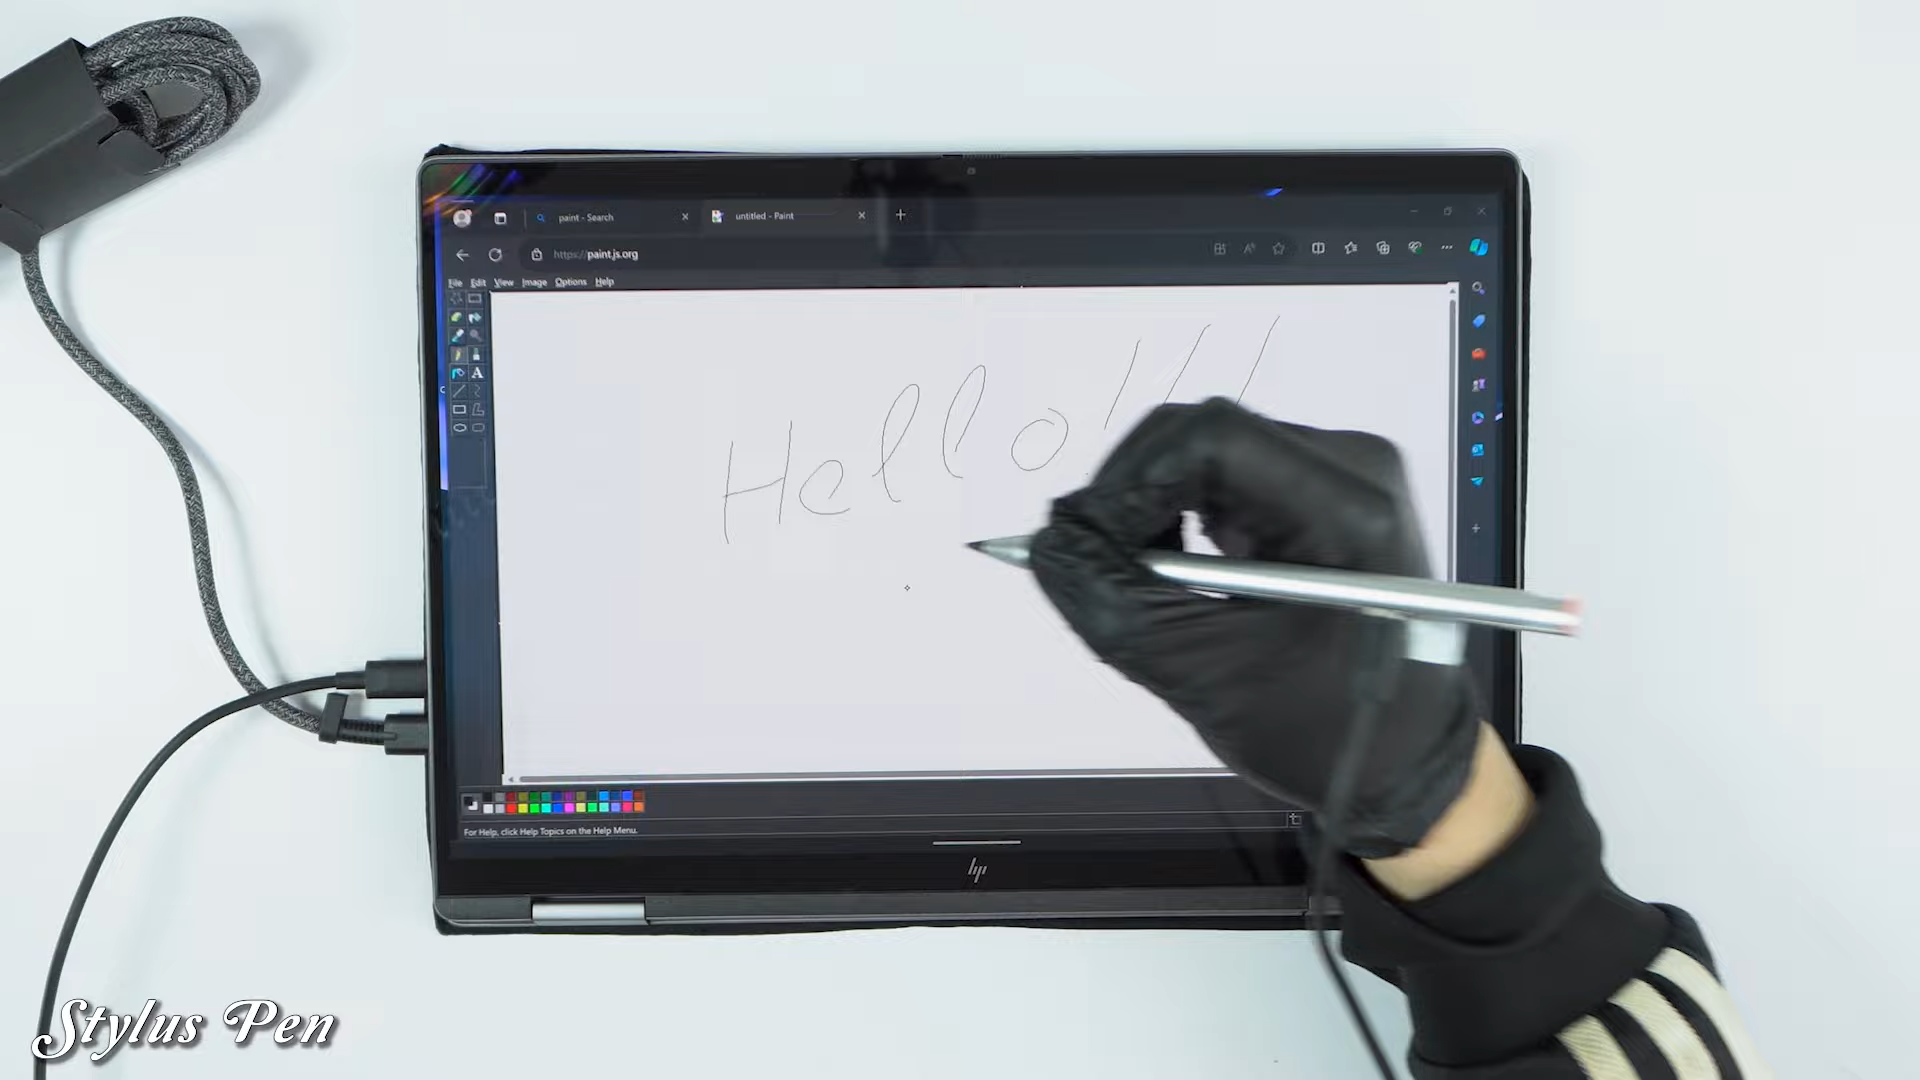 paint - Search
untitled - Paint
https://paint.js.org
File Edit View Image Options Help
A
Hello!!!
For Help, click Help Topics on the Help Menu.
hp
Stylus Pen